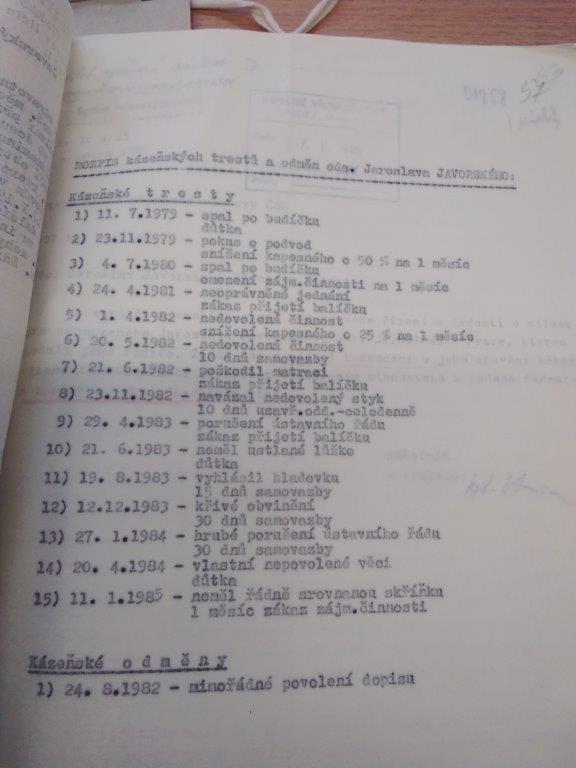 57
1
ROZPIS kázeňských trestů a odměn ods. Jaroslava JAVORSKÉHO:
Kázeňské t r e s t y
1) 11. 7.1979 - spal po budíčku
důtka
2) 23.11.1979 - pokus o podvod
snížení kapesného o 50 % na 1 měsíc
3) 4. 7.1980 - spal po budíčku
omezení zájm.činnosti na 1 měsíc
4) 24. 4.1981 - neoprávněné jednání
zákaz přijetí balíčku
5) 1. 4.1982 - nedovolená činnost
snížení kapesného o 25 % na 1 měsíc
6) 20. 5.1982 - nedovolená činnost
10 dnů samovazby
7) 21. 6.1982 - poškodil matraci
zákaz přijetí balíčku
8) 23.11.1982 - navázal nedovolený styk
10 dnů uzavř.odd.-celodenně
9) 29. 4.1983 - porušení ústavního řádu
zákaz přijetí balíčku
10) 21. 6.1983 - neměl ustlané lůžko
důtka
11) 19. 8.1983 - vyhlásil hladovku
15 dnů samovazby
12) 12.12.1983 - křivé obvinění
30 dnů samovazby
13) 27. 1.1984 - hrubé porušení ústavního řádu
30 dnů samovazby
14) 20. 4.1984 - vlastní nepovolené věci
důtka
15) 11. 1.1985 - neměl řádně srovnanou skříňku
1 měsíc zákaz zájm.činnosti
Kázeňské o d m ě n y
1) 24. 8.1982 - mimořádné povolení dopisu